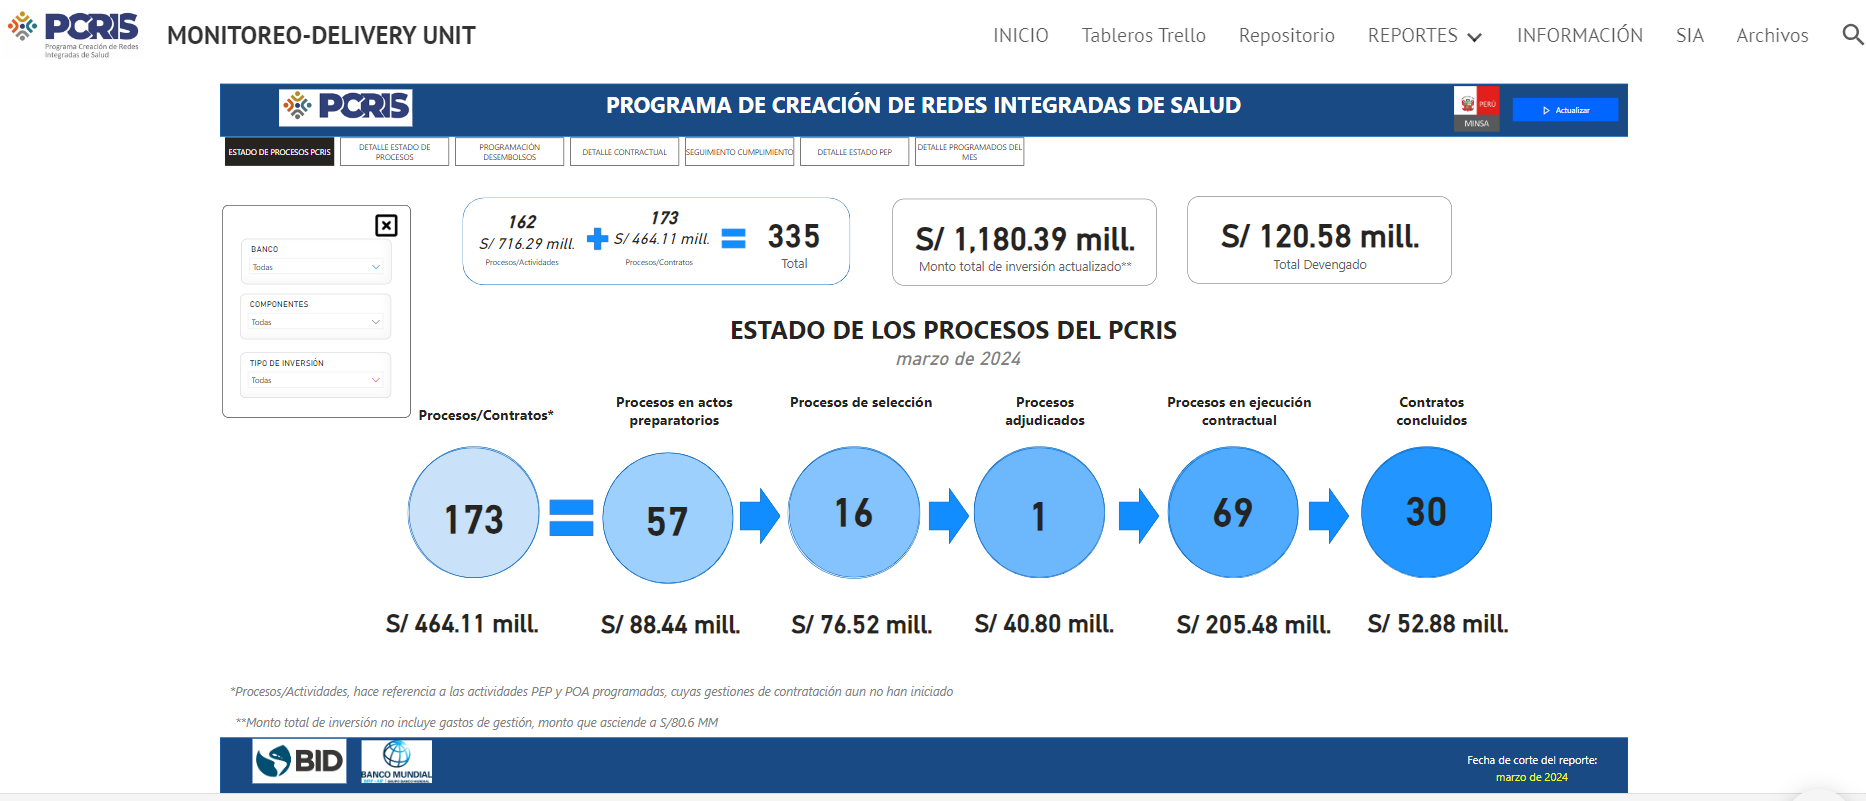 PCRIS
Programa Creación de Redes
Integradas de Salud
MONITOREO-DELIVERY UNIT
INICIO
Tableros Trello
Repositorio
REPORTES
INFORMACIÓN
SIA
Archivos
PCRIS
PROGRAMA DE CREACIÓN DE REDES INTEGRADAS DE SALUD
PERÚ
MINSA
Actualizar
ESTADO DE PROCESOS PCRIS
DETALLE ESTADO DE
PROCESOS
PROGRAMACIÓN
DESEMBOLSOS
DETALLE CONTRACTUAL
SEGUIMIENTO CUMPLIMIENTO
DETALLE ESTADO PEP
DETALLE PROGRAMADOS DEL
MES
BANCO
Todas
COMPONENTES
Todas
TIPO DE INVERSIÓN
Todas
162
S/ 716.29 mill.
Procesos/Actividades
173
S/ 464.11 mill.
Procesos/Contratos
335
Total
S/ 1,180.39 mill.
Monto total de inversión actualizado**
S/ 120.58 mill.
Total Devengado
ESTADO DE LOS PROCESOS DEL PCRIS
marzo de 2024
Procesos/Contratos*
173
S/ 464.11 mill.
Procesos en actos
preparatorios
57
S/ 88.44 mill.
Procesos de selección
16
S/ 76.52 mill.
Procesos
adjudicados
1
S/ 40.80 mill.
Procesos en ejecución
contractual
69
S/ 205.48 mill.
Contratos
concluidos
30
S/ 52.88 mill.
*Procesos/Actividades, hace referencia a las actividades PEP y POA programadas, cuyas gestiones de contratación aun no han iniciado
**Monto total de inversión no incluye gastos de gestión, monto que asciende a S/80.6 MM
BID
BANCO MUNDIAL
Fecha de corte del reporte:
marzo de 2024